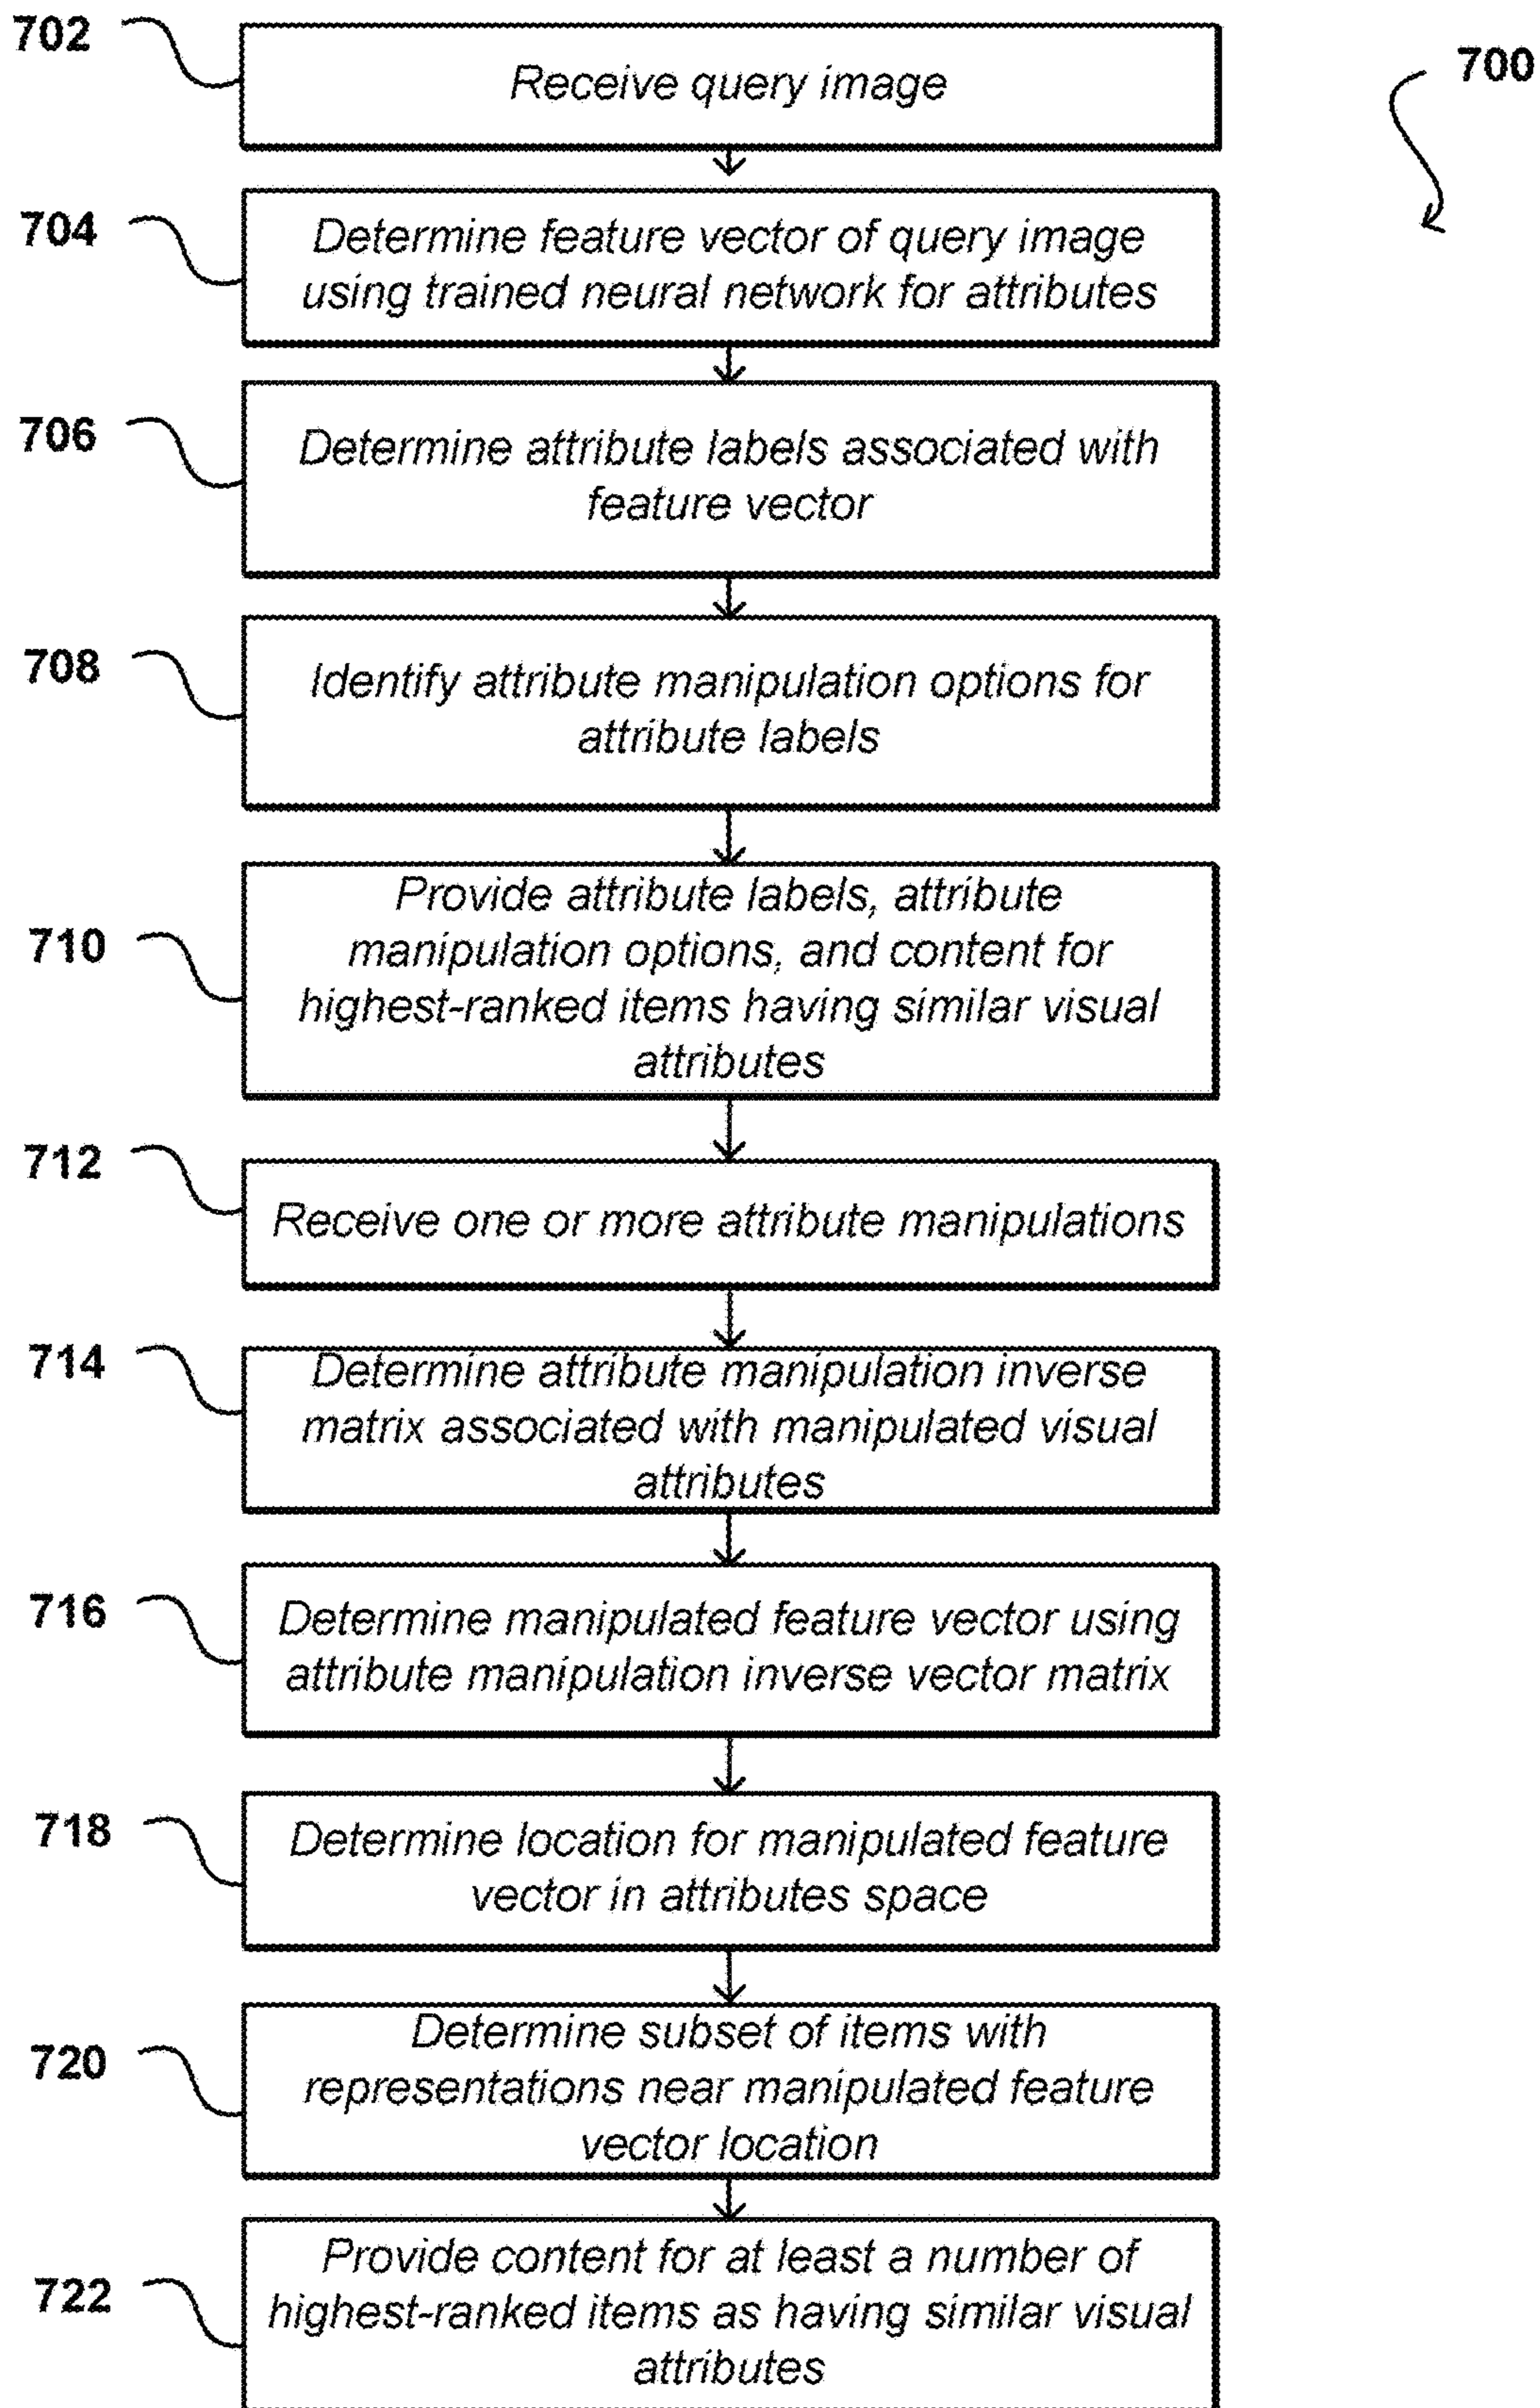 702
Receive query image
700
704
Determine feature vector of query image
using trained neural network for attributes
706
Determine attribute labels associated with
feature vector
708
Identify attribute manipulation options for
attribute labels
710
Provide attribute labels, attribute
manipulation options, and content for
highest-ranked items having similar visual
attributes
712
Receive one or more attribute manipulations
714
Determine attribute manipulation inverse
matrix associated with manipulated visual
attributes
716
Determine manipulated feature vector using
attribute manipulation inverse vector matrix
718
Determine location for manipulated feature
vector in attributes space
720
Determine subset of items with
representations near manipulated feature
vector location
722
Provide content for at least a number of
highest-ranked items as having similar visual
attributes